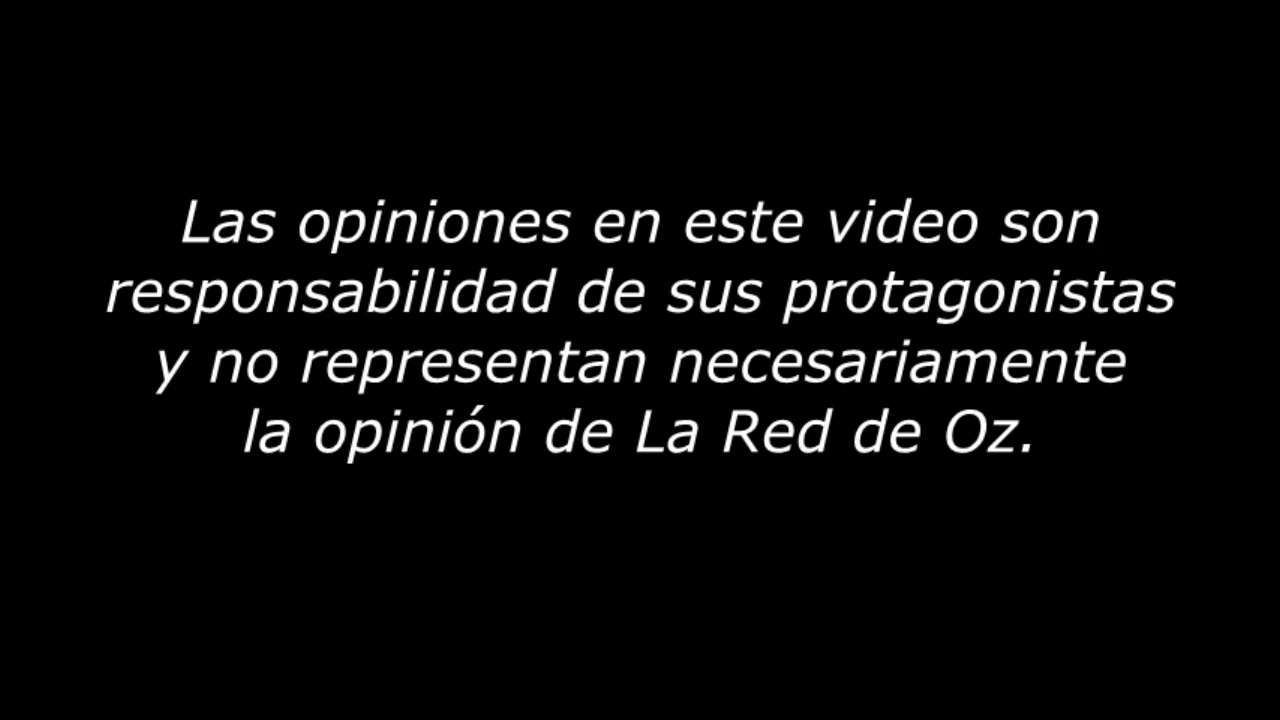 Las opiniones en este video son
responsabilidad de sus protagonistas
y no representan necesariamente
la opinión de La Red de Oz.